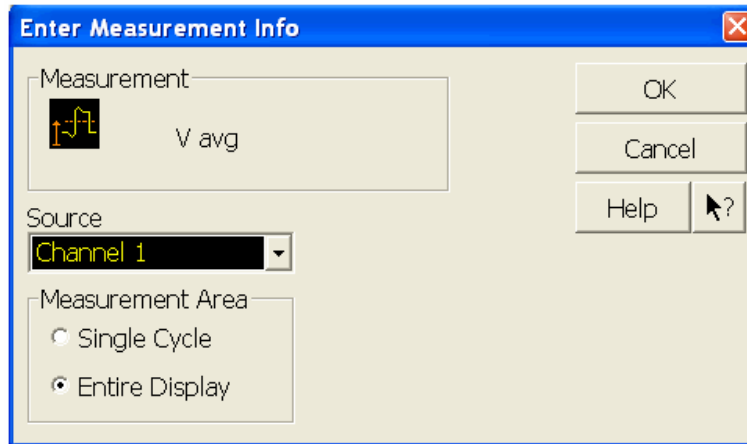 Enter Measurement Info
Measurement
V avg
OK
Cancel
Help
?
Source
Channel 1
Measurement Area
Single Cycle
Entire Display